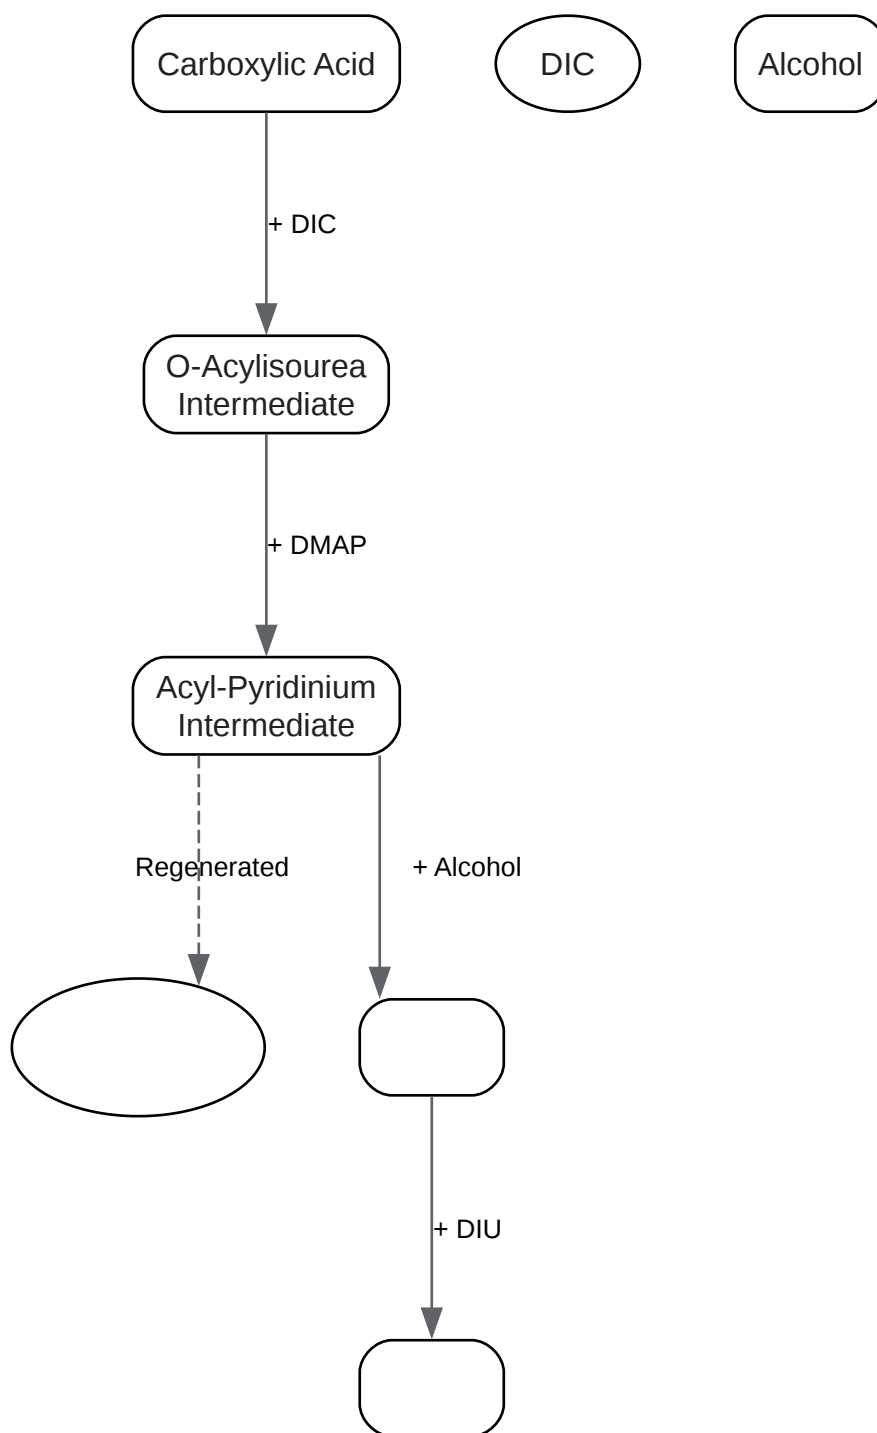 Carboxylic Acid
DIC
Alcohol
+ DIC
O-Acylisourea
Intermediate
+ DMAP
Acyl-Pyridinium
Intermediate
Regenerated
+ Alcohol
+ DIU